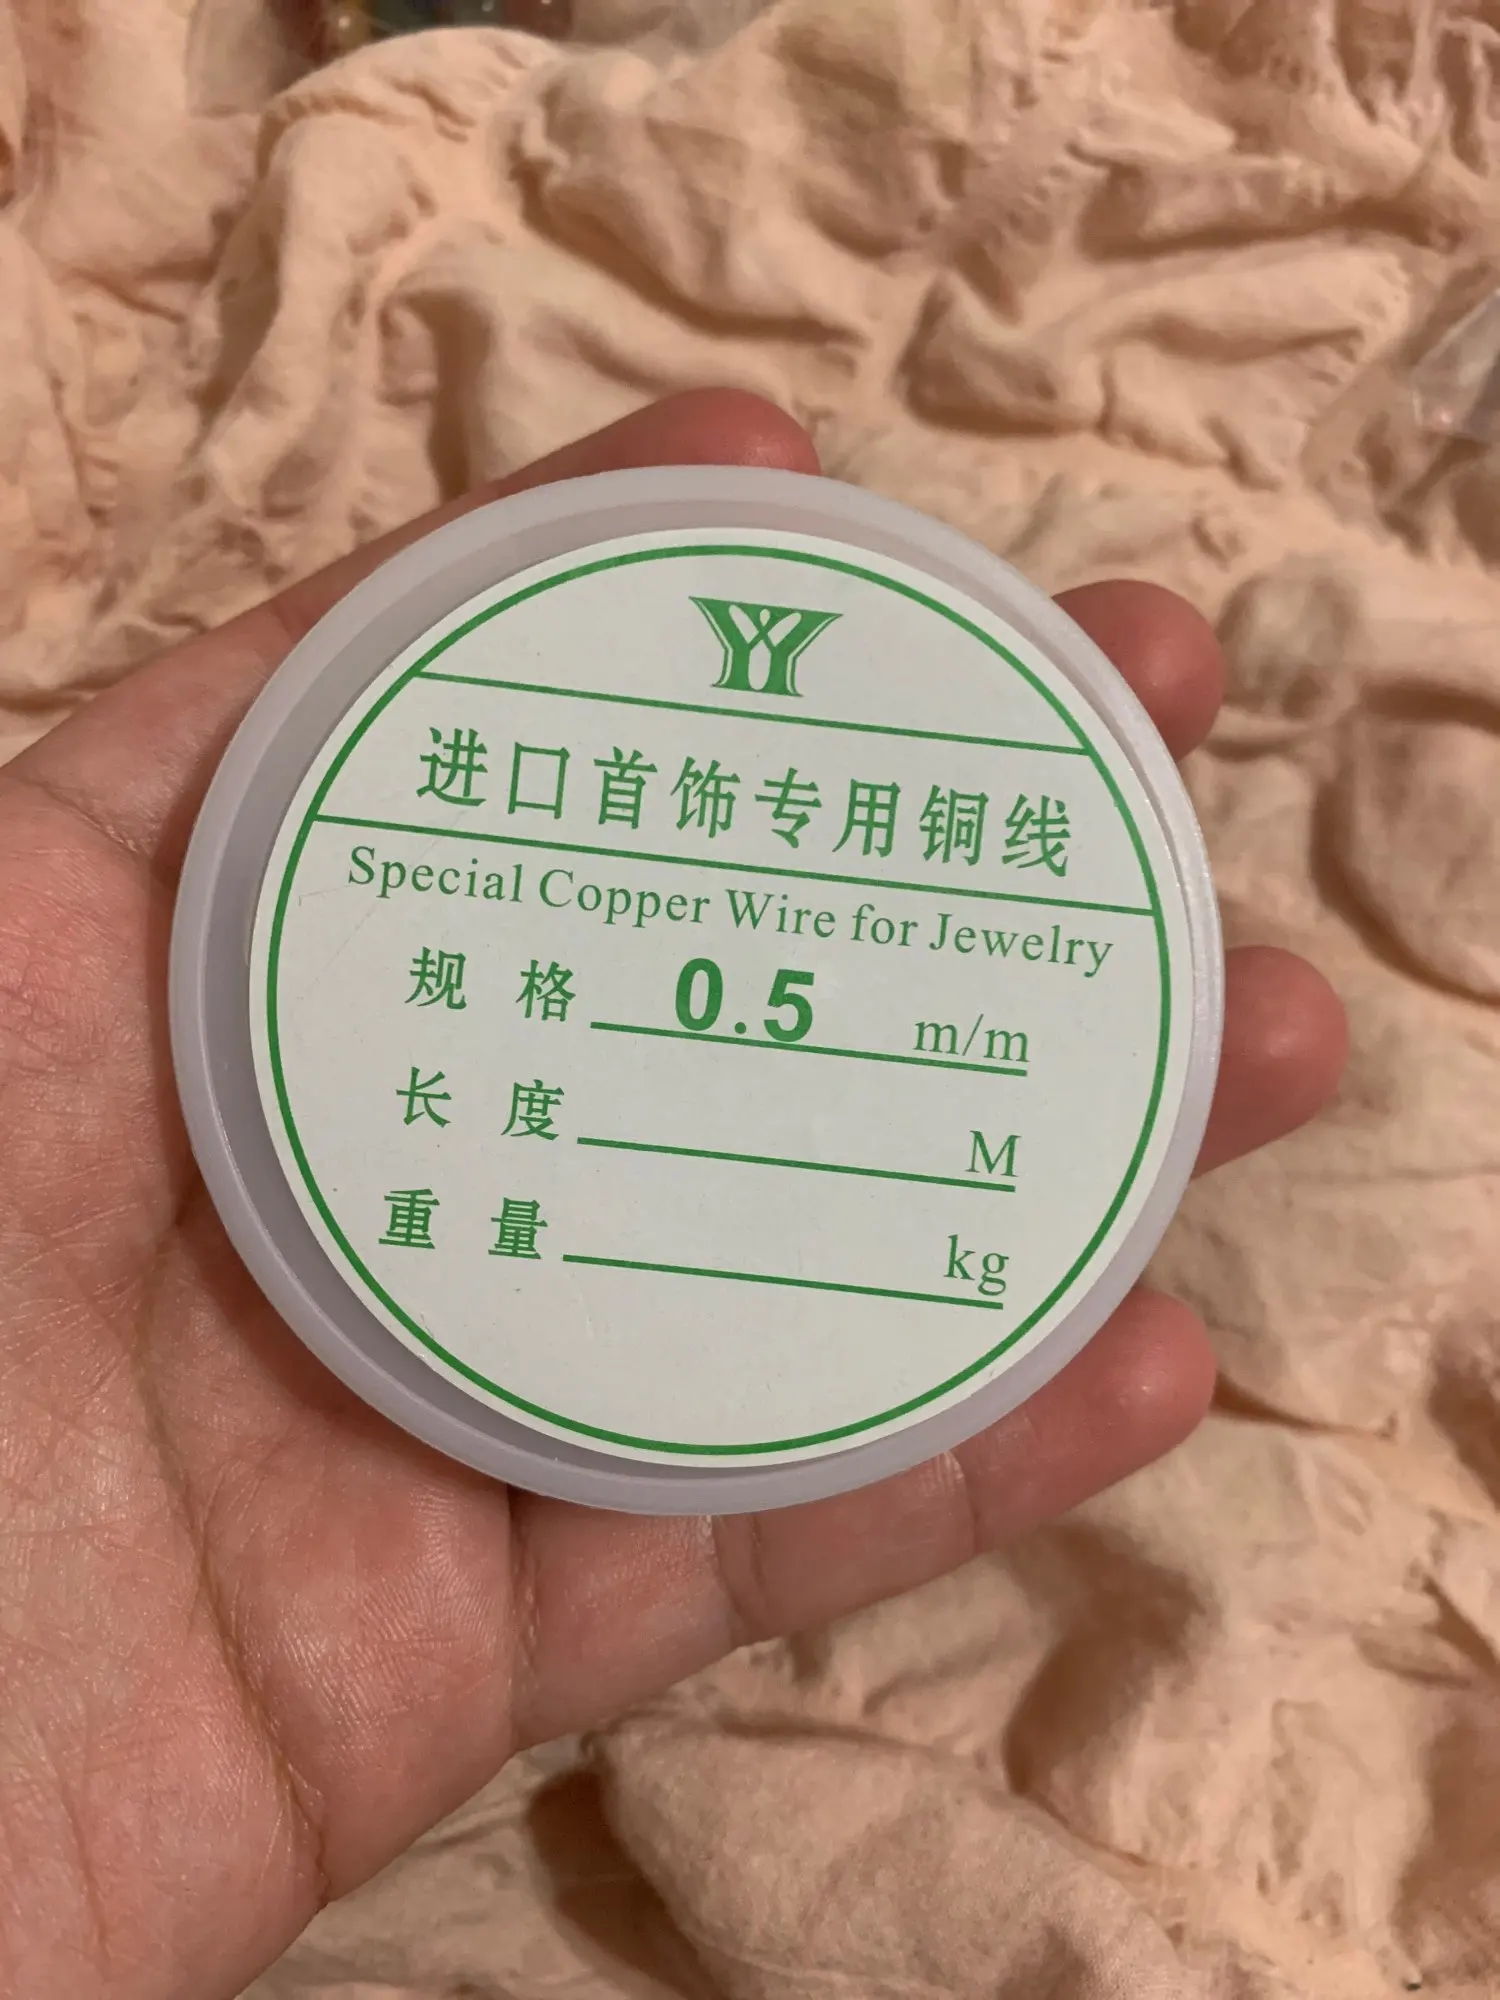 进口首饰专用铜线
Special Copper Wire for Jewelry
规 格 0.5 m/m
长 度 M
重 量 kg